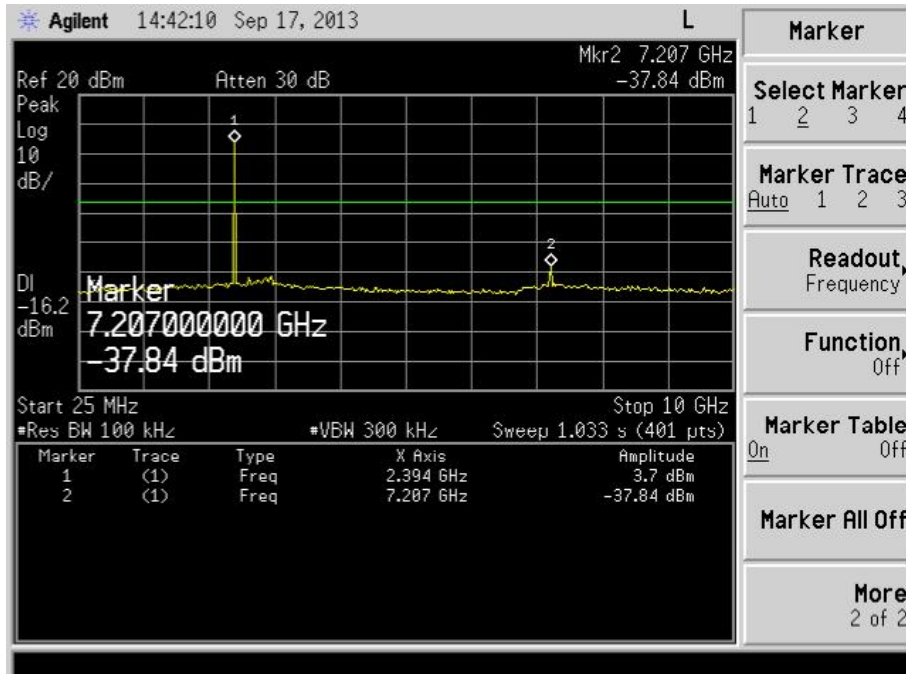 Agilent 14:42:10 Sep 17, 2013 L
Mkr2 7.207 GHz
Ref 20 dBm Atten 30 dB -37.84 dBm
Peak
Log
10
dB/
1
2
DI
-16.2
dBm
Marker
7.207000000 GHz
-37.84 dBm
Start 25 MHz Stop 10 GHz
#Res BW 100 kHz #VBW 300 kHz Sweep 1.033 s (401 pts)
Marker Trace Type X Axis Amplitude
1 (1) Freq 2.394 GHz 3.7 dBm
2 (1) Freq 7.207 GHz -37.84 dBm
Marker
Select Marker
1 2 3 4
Marker Trace
Auto 1 2 3
Readout
Frequency
Function
Off
Marker Table
On Off
Marker All Off
More
2 of 2